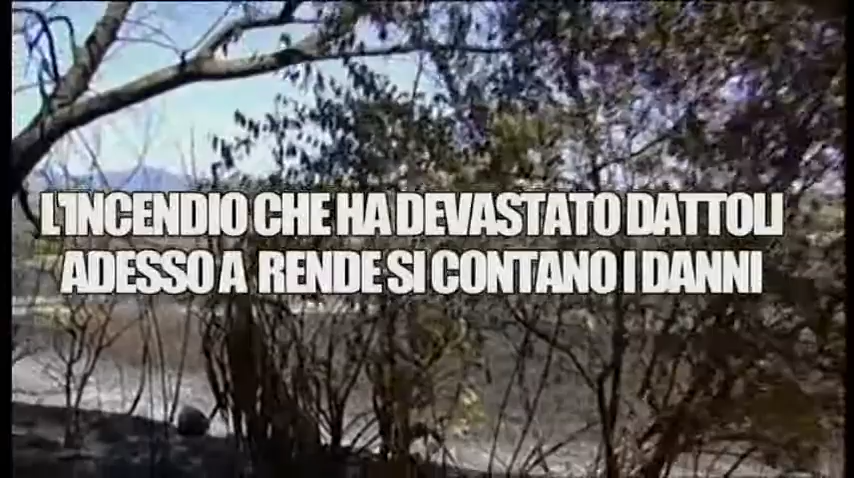 L'INCENDIO CHE HA DEVASTATO DATTOLI
ADESSO A RENDE SI CONTANO I DANNI